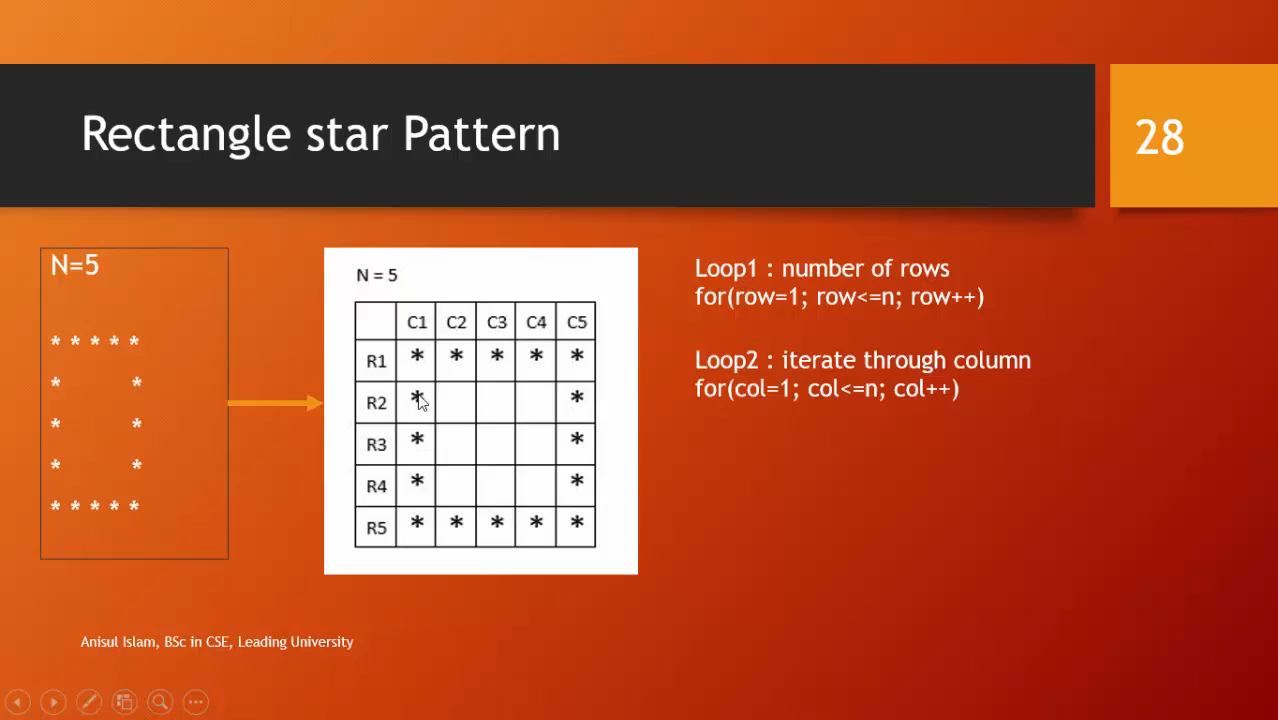 Rectangle star Pattern
28
N=5
* * * * *
*       *
*       *
*       *
* * * * *
N = 5
C1 C2 C3 C4 C5
R1 * * * * *
R2 *       *
R3 *       *
R4 *       *
R5 * * * * *
Loop1 : number of rows
for(row=1; row<=n; row++)
Loop2 : iterate through column
for(col=1; col<=n; col++)
Anisul Islam, BSc in CSE, Leading University